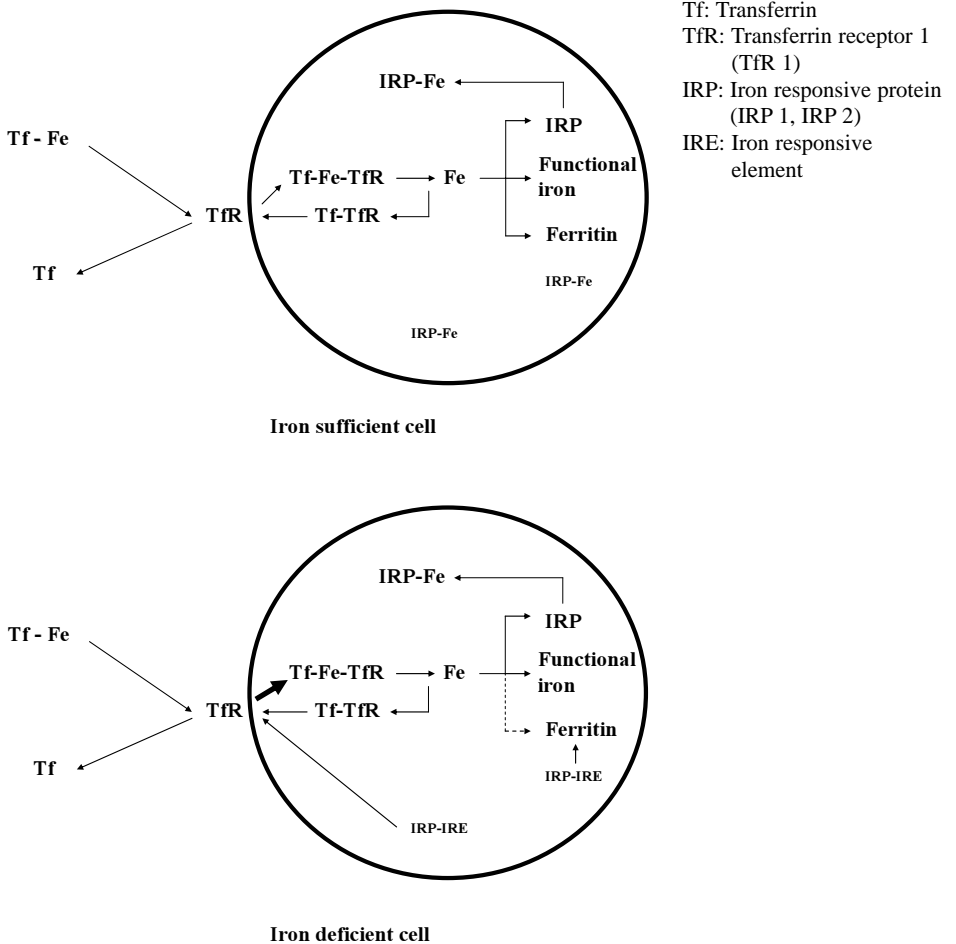 Tf: Transferrin
TfR: Transferrin receptor 1
(TfR 1)
IRP: Iron responsive protein
(IRP 1, IRP 2)
IRE: Iron responsive
element
IRP-Fe
IRP
Tf - Fe
Functional
iron
Tf-Fe-TfR
Fe
TfR
Tf-TfR
Ferritin
Tf
IRP-Fe
IRP-Fe
Iron sufficient cell
IRP-Fe
IRP
Tf - Fe
Functional
iron
Tf-Fe-TfR
Fe
TfR
Tf-TfR
Ferritin
Tf
IRP-IRE
IRP-IRE
Iron deficient cell